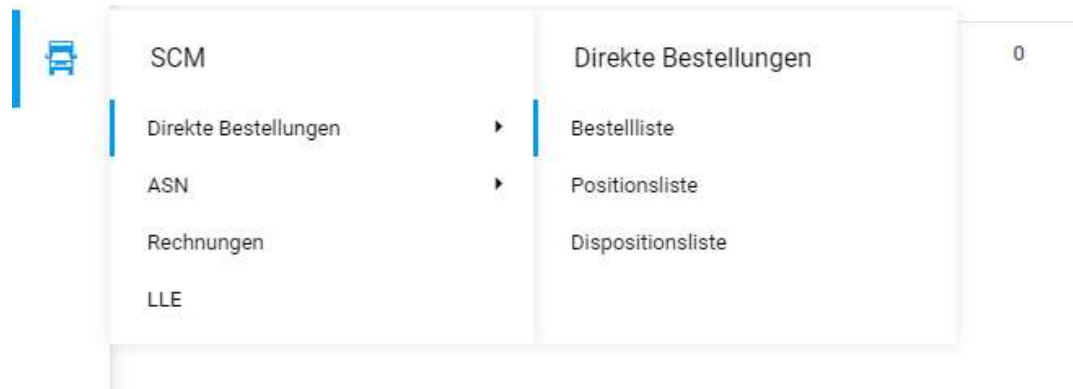 SCM
Direkte Bestellungen
ASN
Rechnungen
LLE
Direkte Bestellungen
Bestellliste
Positionsliste
Dispositionsliste
0